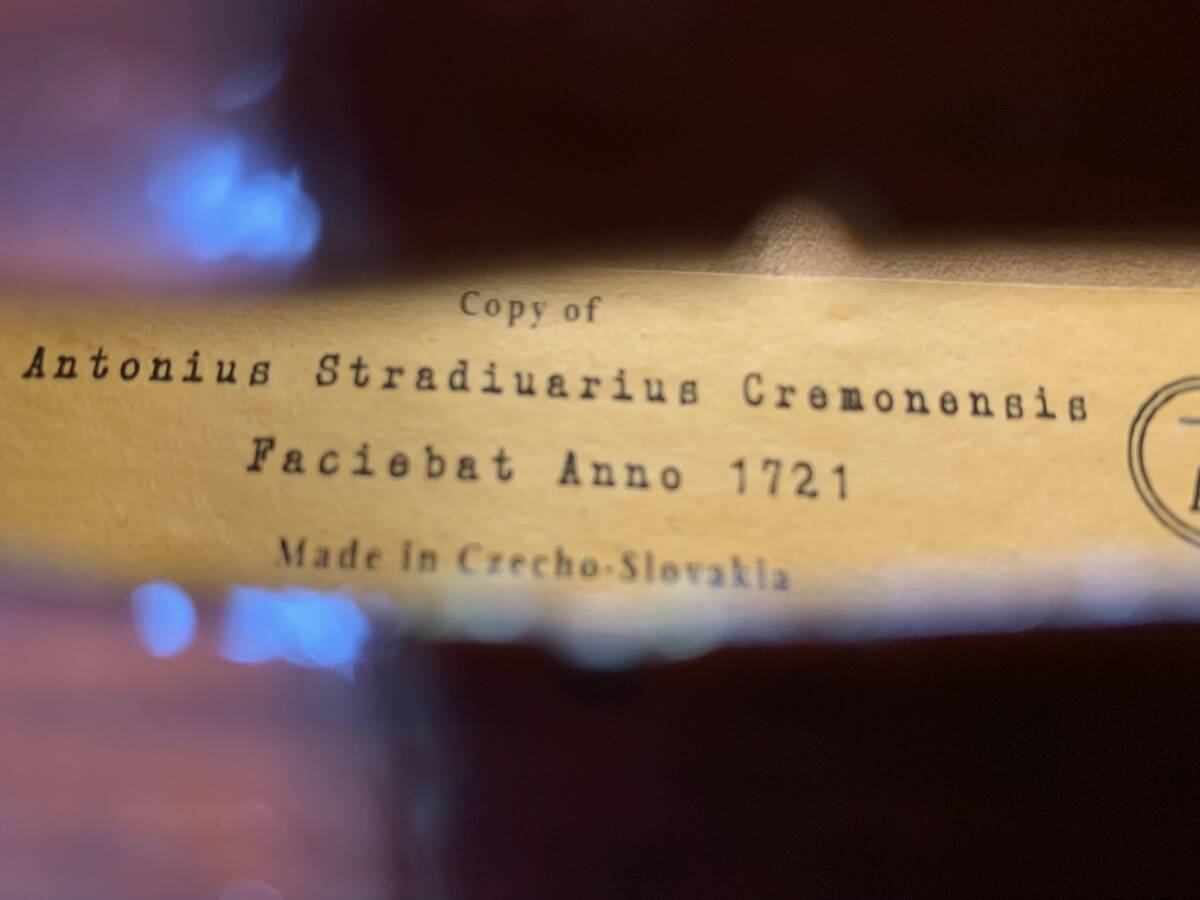 Copy of
Antonius Stradiuarius Cremonensis
Faciebat Anno 1721
Made in Czecho-Slovakia